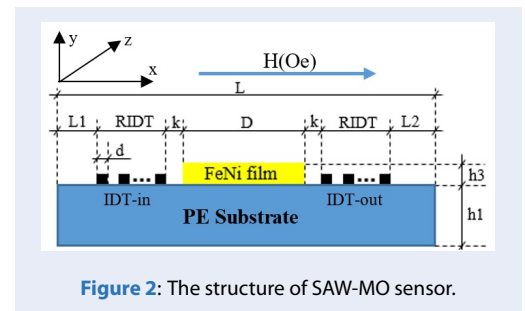 y
z
x
H(Oe)
L
L1 RIDT k D k RIDT L2
d
FeNi film
h3
IDT-in IDT-out
PE Substrate
h1
Figure 2: The structure of SAW-MO sensor.